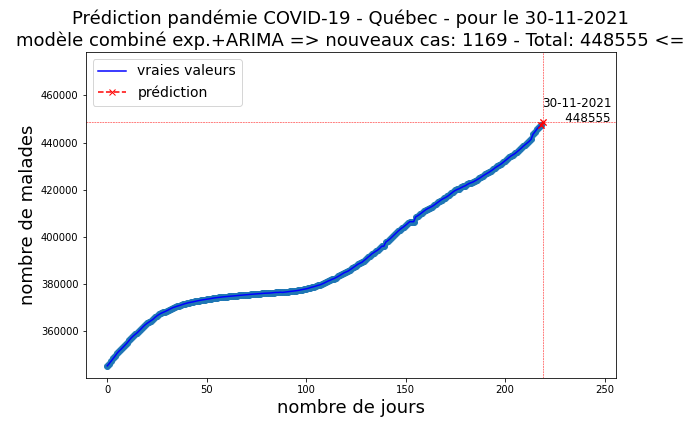 Prédiction pandémie COVID-19 - Québec - pour le 30-11-2021
modèle combiné exp.+ARIMA => nouveaux cas: 1169 - Total: 448555 <=
vraies valeurs
prédiction
30-11-2021
448555
nombre de malades
460000
440000
420000
400000
380000
360000
0
50
100
150
200
250
nombre de jours